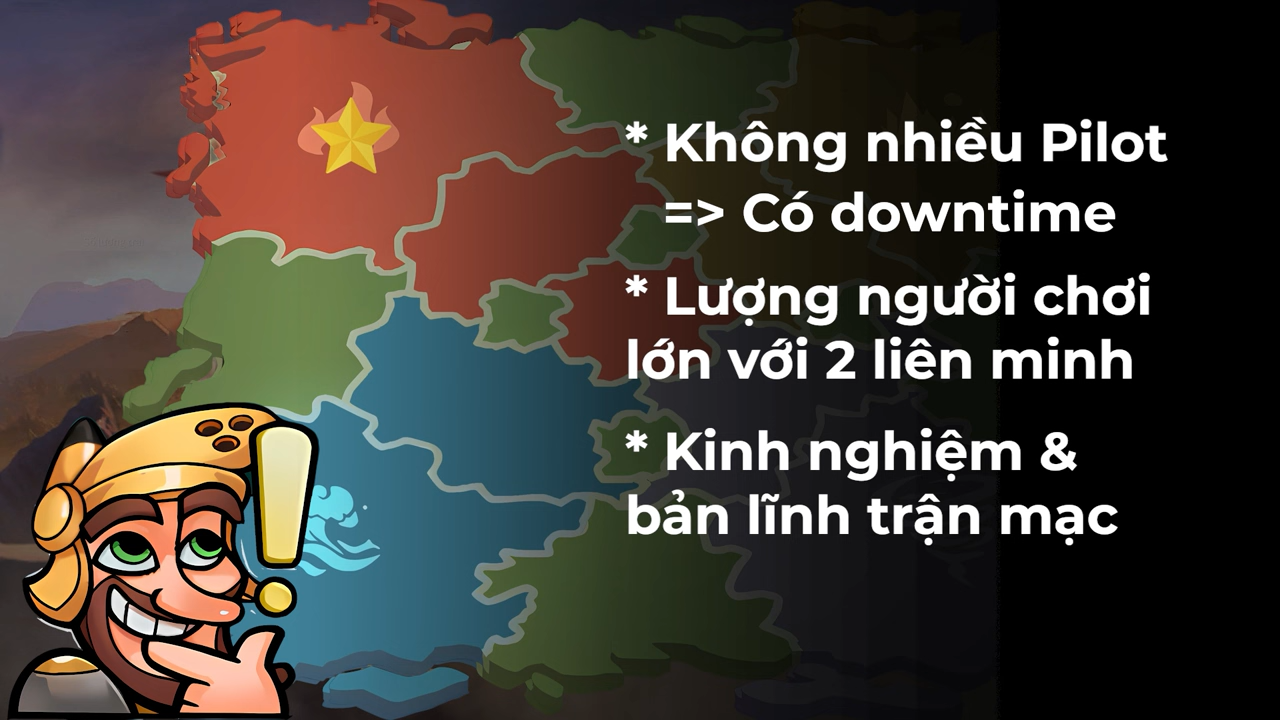 * Không nhiều Pilot
=> Có downtime
* Lượng người chơi
lớn với 2 liên minh
* Kinh nghiệm &
bản lĩnh trận mạc